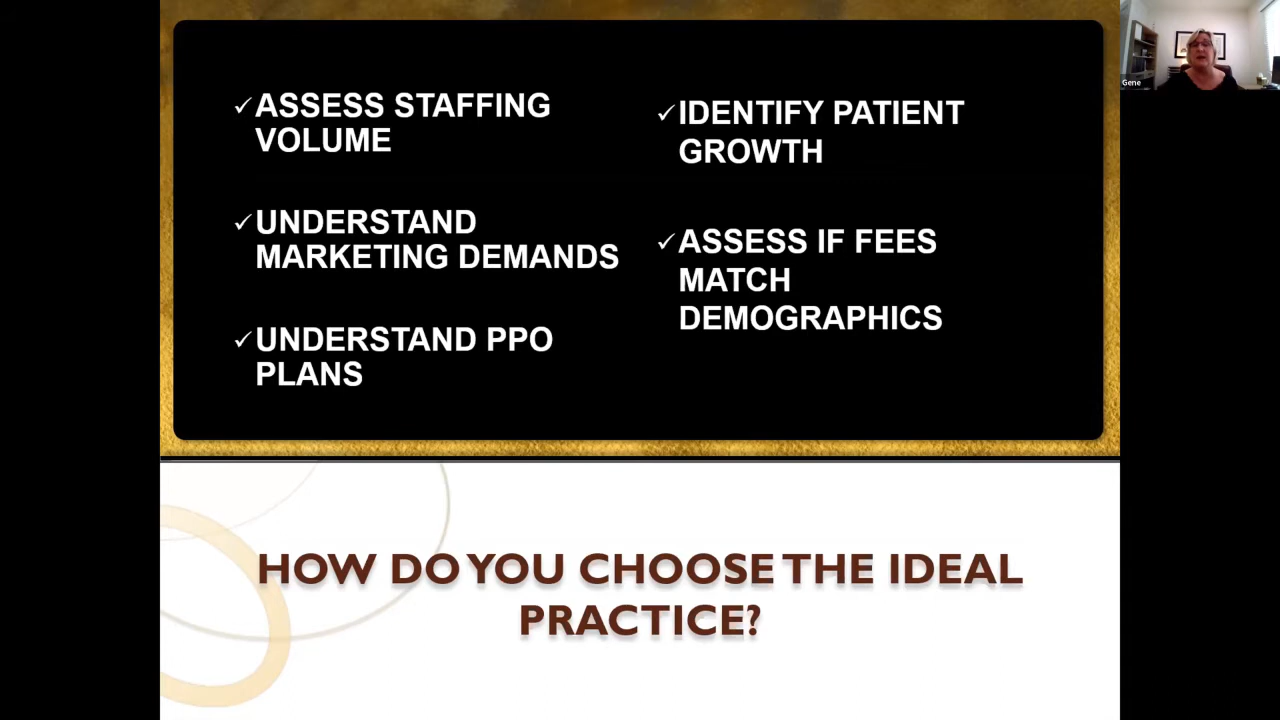 ✓ASSESS STAFFING
VOLUME
✓UNDERSTAND
MARKETING DEMANDS
✓UNDERSTAND PPO
PLANS
✓IDENTIFY PATIENT
GROWTH
✓ASSESS IF FEES
MATCH
DEMOGRAPHICS
HOW DO YOU CHOOSE THE IDEAL
PRACTICE?
Gene